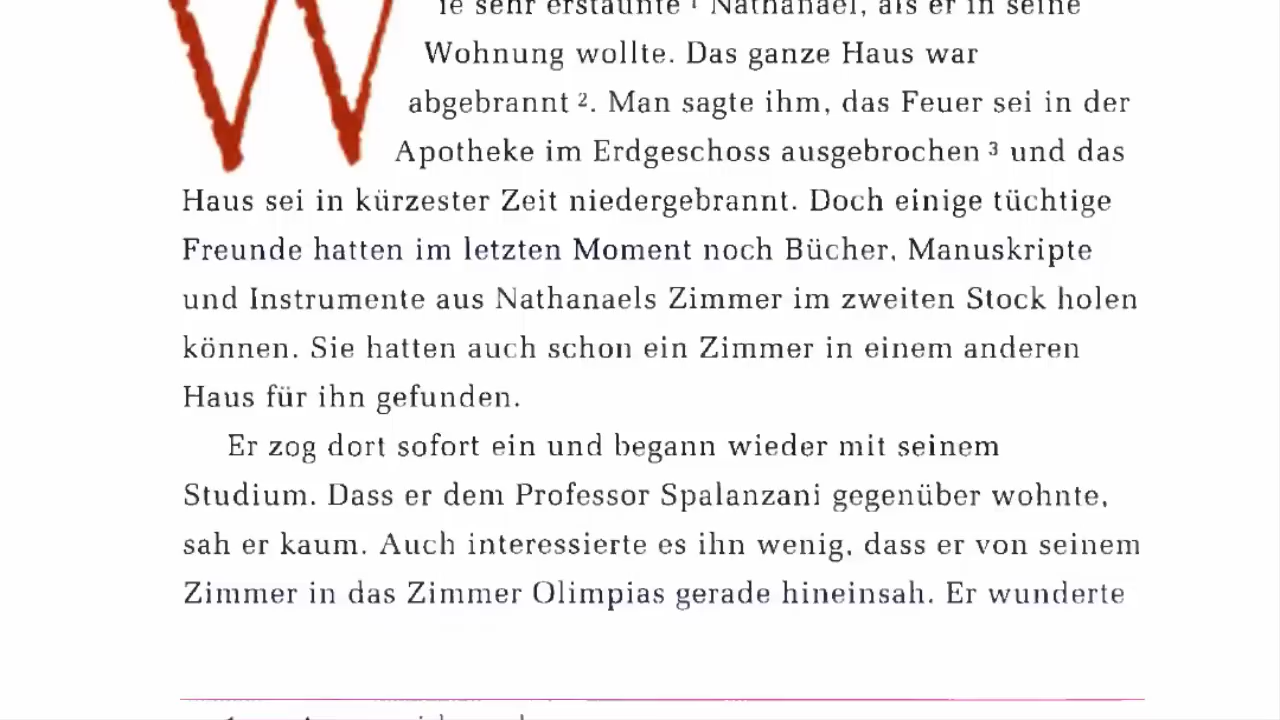 Wie sehr erstaunte 1 Nathanael, als er in seine
Wohnung wollte. Das ganze Haus war
abgebrannt 2. Man sagte ihm, das Feuer sei in der
Apotheke im Erdgeschoss ausgebrochen 3 und das
Haus sei in kürzester Zeit niedergebrannt. Doch einige tüchtige
Freunde hatten im letzten Moment noch Bücher, Manuskripte
und Instrumente aus Nathanaels Zimmer im zweiten Stock holen
können. Sie hatten auch schon ein Zimmer in einem anderen
Haus für ihn gefunden.
Er zog dort sofort ein und begann wieder mit seinem
Studium. Dass er dem Professor Spalanzani gegenüber wohnte,
sah er kaum. Auch interessierte es ihn wenig, dass er von seinem
Zimmer in das Zimmer Olimpias gerade hineinsah. Er wunderte